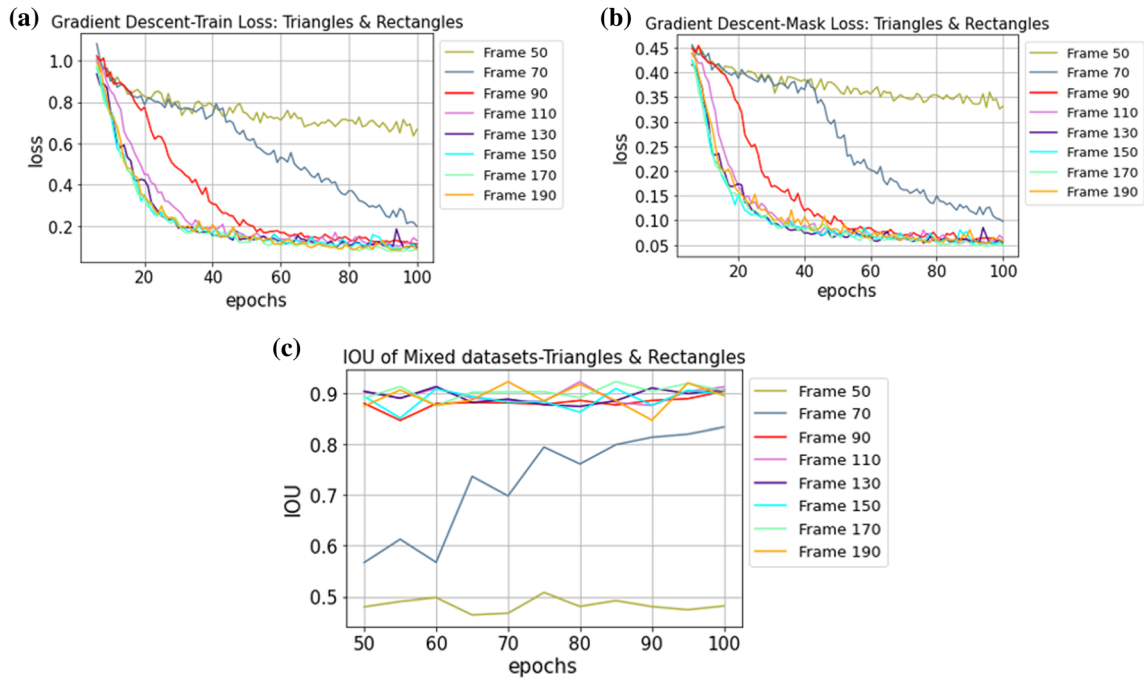 (a)
Gradient Descent-Train Loss: Triangles & Rectangles
1.0
0.8
0.6
0.4
0.2
loss
20
40
60
80
100
epochs
Frame 50
Frame 70
Frame 90
Frame 110
Frame 130
Frame 150
Frame 170
Frame 190
(b)
Gradient Descent-Mask Loss: Triangles & Rectangles
0.45
0.40
0.35
0.30
0.25
0.20
0.15
0.10
0.05
loss
20
40
60
80
100
epochs
Frame 50
Frame 70
Frame 90
Frame 110
Frame 130
Frame 150
Frame 170
Frame 190
(c)
IOU of Mixed datasets-Triangles & Rectangles
0.9
0.8
0.7
0.6
0.5
IOU
50
60
70
80
90
100
epochs
Frame 50
Frame 70
Frame 90
Frame 110
Frame 130
Frame 150
Frame 170
Frame 190